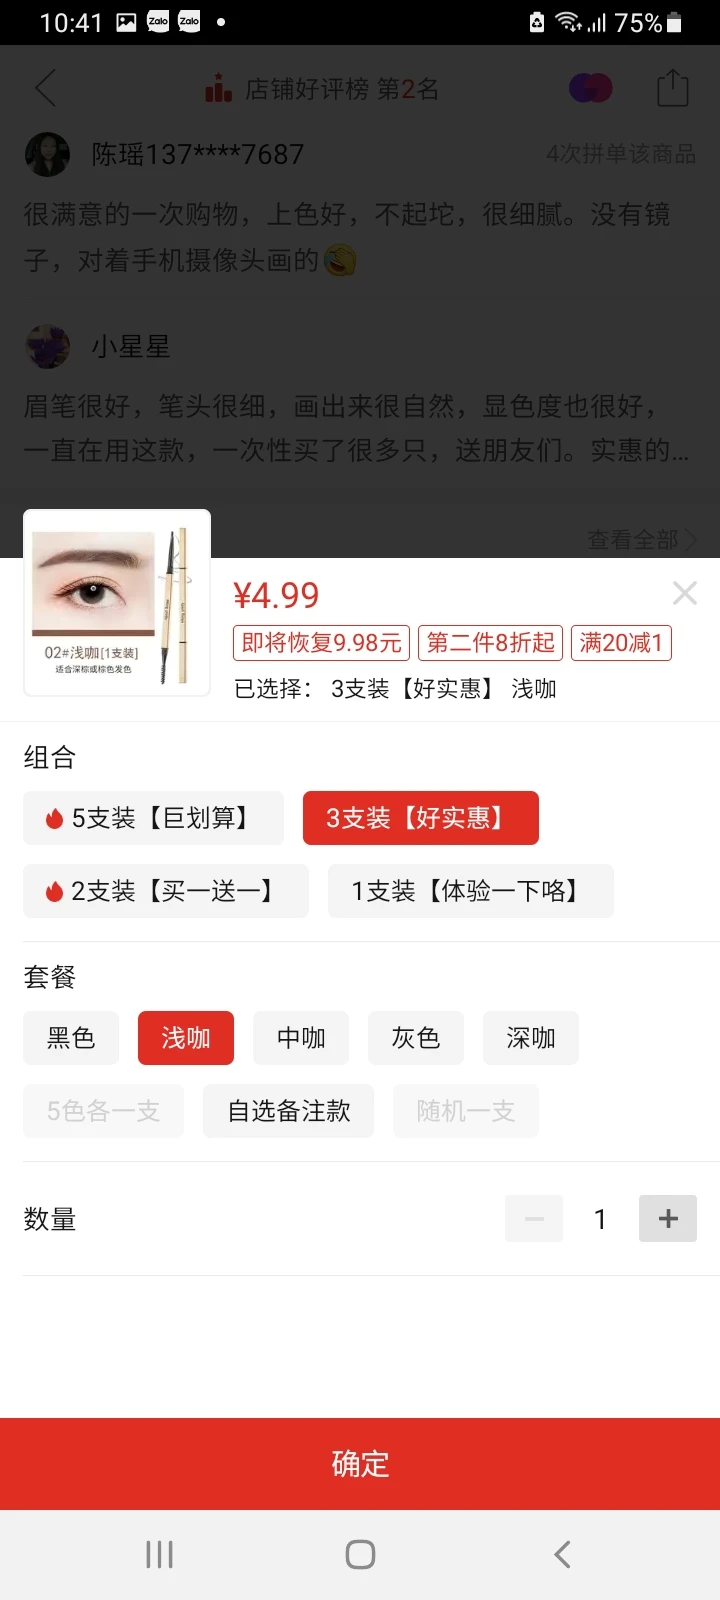 10:41 Zalo Zalo 75%
店铺好评榜 第2名
陈瑶137****7687 4次拼单该商品
很满意的一次购物，上色好，不起坨，很细腻。没有镜
子，对着手机摄像头画的
小星星
眉笔很好，笔头很细，画出来很自然，显色度也很好，
一直在用这款，一次性买了很多只，送朋友们。实惠的...
查看全部
02#浅咖[1支装]
适合深棕或棕色发色
¥4.99
即将恢复9.98元 第二件8折起 满20减1
已选择： 3支装【好实惠】 浅咖
组合
5支装【巨划算】 3支装【好实惠】
2支装【买一送一】 1支装【体验一下咯】
套餐
黑色 浅咖 中咖 灰色 深咖
5色各一支 自选备注款 随机一支
数量 1
确定